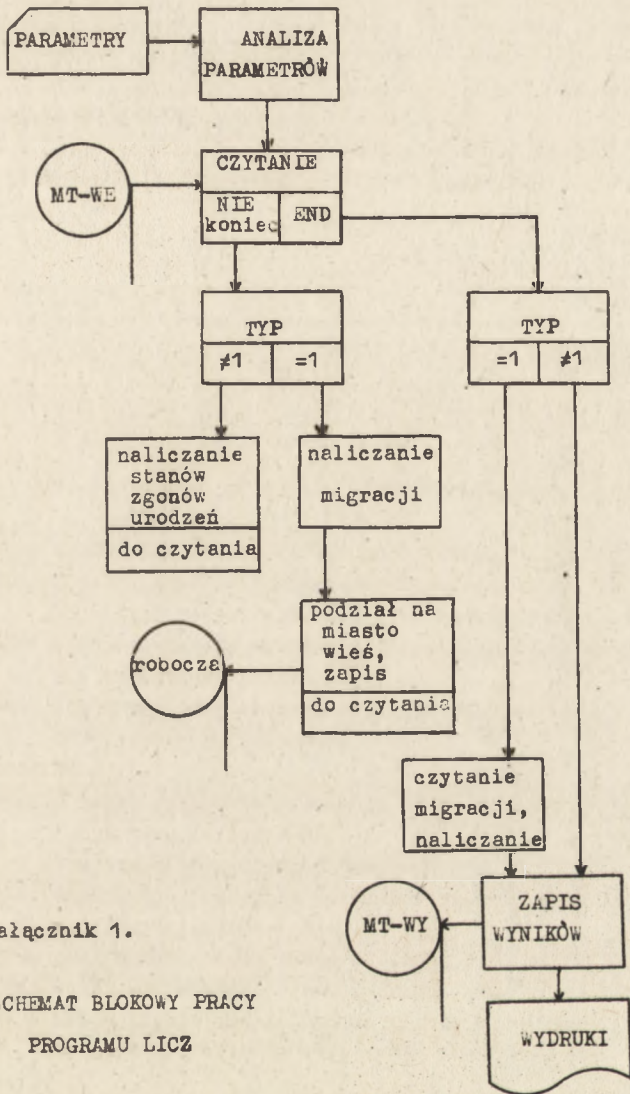 PARAMETRY
ANALIZA
PARAMETRÓW
MT-WE
CZYTANIE
NIE
koniec
END
TYP
≠1
=1
TYP
=1
≠1
naliczanie
stanów
zgonów
urodzeń
do czytania
naliczanie
migracji
robocza
podział na
miasto
wieś,
zapis
do czytania
czytanie
migracji,
naliczanie
MT-WY
ZAPIS
WYNIKÓW
WYDRUKI
ałącznik 1.
CHEMAT BLOKOWY PRACY
PROGRAMU LICZ